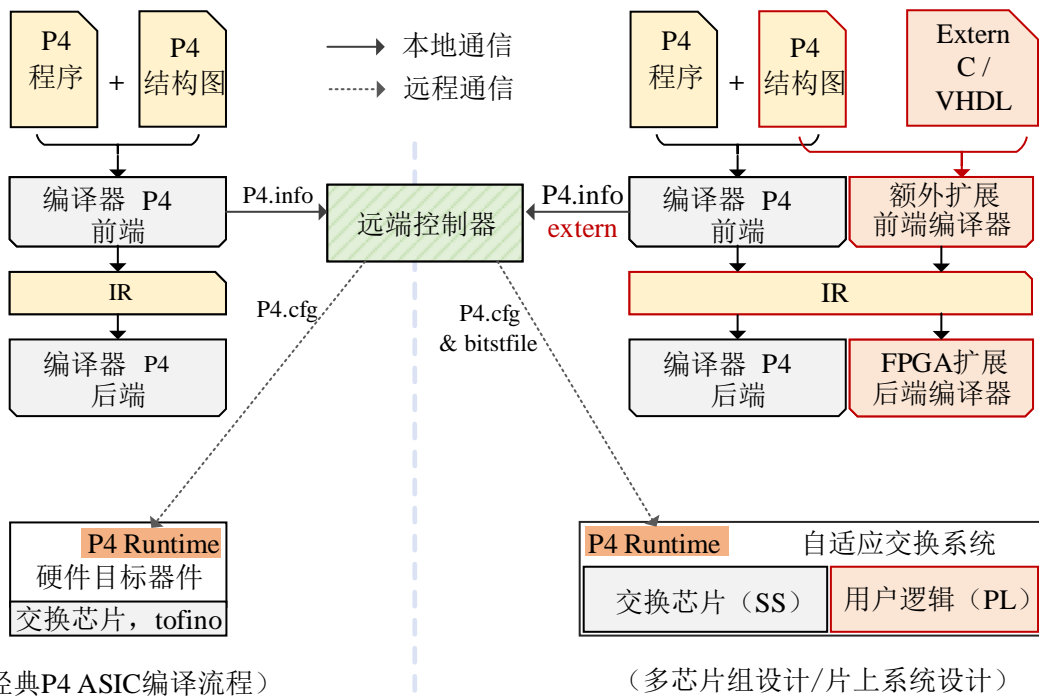 P4
程序
+
P4
结构图
本地通信
远程通信
P4
程序
+
P4
结构图
Extern
C /
VHDL
编译器 P4
前端
P4.info
远端控制器
P4.info
extern
编译器 P4
前端
额外扩展
前端编译器
IR
IR
P4.cfg
P4.cfg
& bitstfile
编译器 P4
后端
编译器 P4
后端
FPGA扩展
后端编译器
P4 Runtime
硬件目标器件
交换芯片，tofino
P4 Runtime
自适应交换系统
交换芯片（SS）
用户逻辑（PL）
经典P4 ASIC编译流程）
（多芯片组设计/片上系统设计）